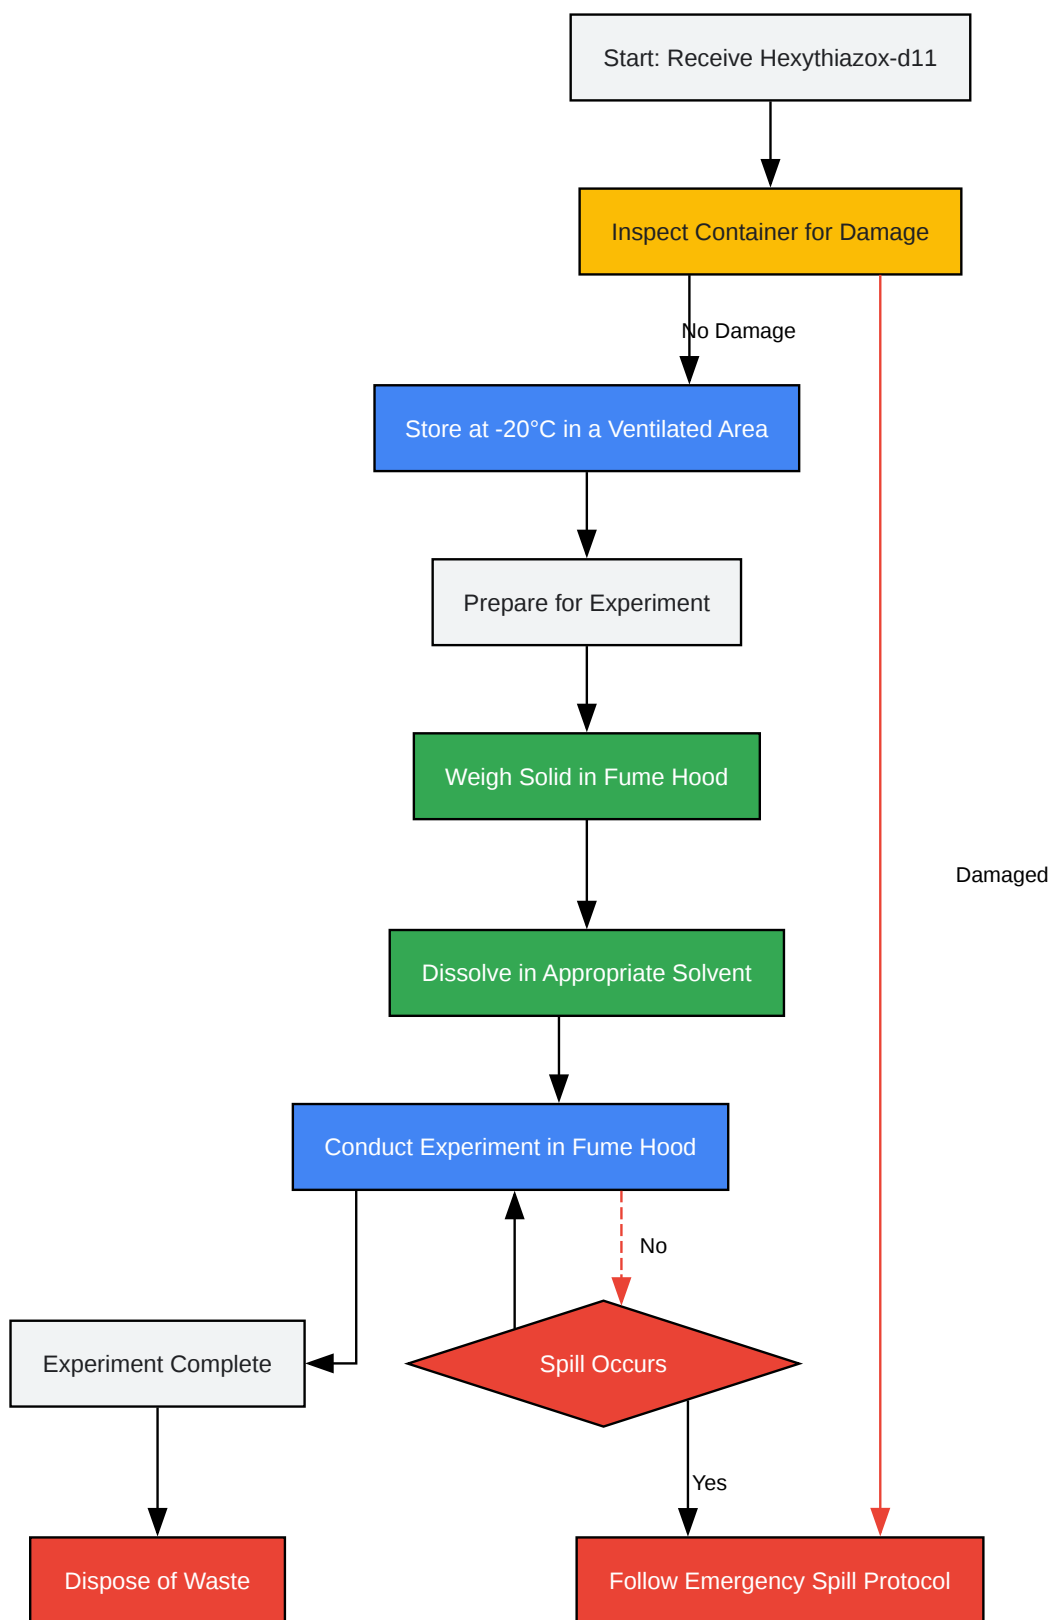 Start: Receive Hexythiazox-d11
Inspect Container for Damage
No Damage
Store at -20°C in a Ventilated Area
Prepare for Experiment
Weigh Solid in Fume Hood
Damaged
Dissolve in Appropriate Solvent
Conduct Experiment in Fume Hood
No
Experiment Complete
Spill Occurs
Yes
Dispose of Waste
Follow Emergency Spill Protocol